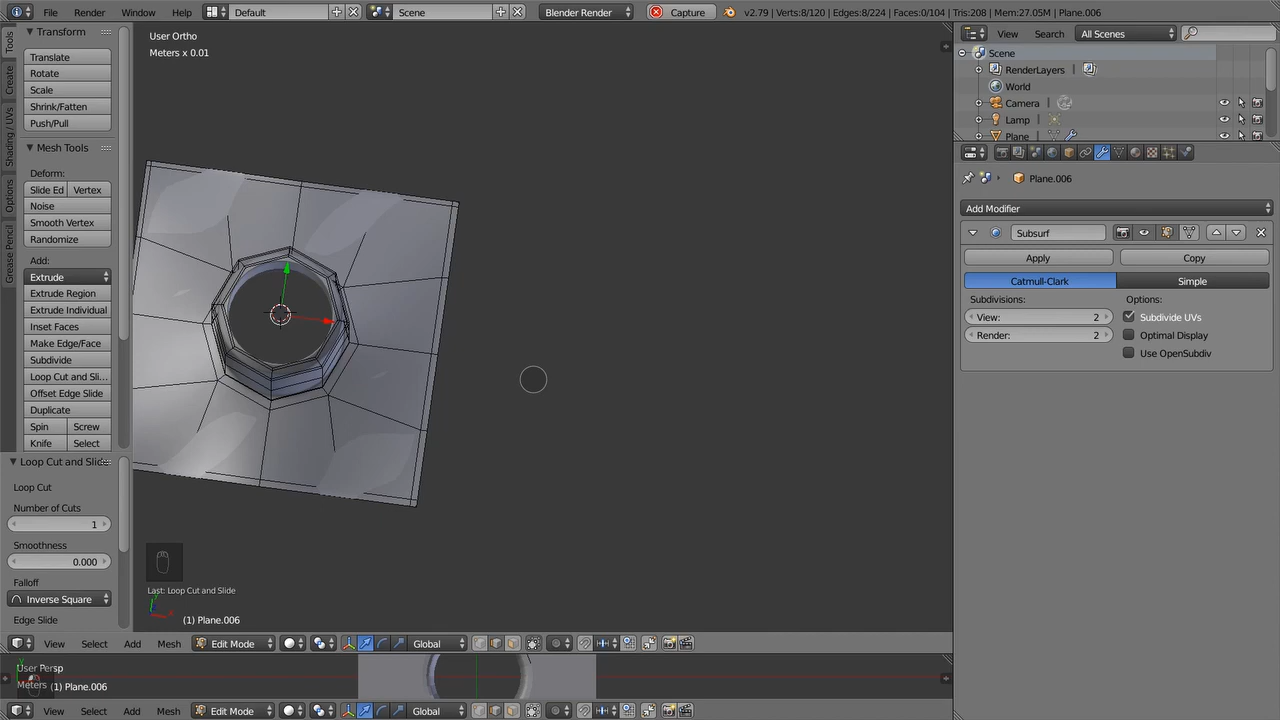 File Render Window Help Default Scene Blender Render Capture v2.79 | Verts:8/120 | Edges:8/224 | Faces:0/104 | Tris:208 | Mem:27.05M | Plane.006
Tools
Create
Shading / UVs
Options
Grease Pencil
Transform
Translate
Rotate
Scale
Shrink/Fatten
Push/Pull
Mesh Tools
Deform:
Slide Ed Vertex
Noise
Smooth Vertex
Randomize
Add:
Extrude
Extrude Region
Extrude Individual
Inset Faces
Make Edge/Face
Subdivide
Loop Cut and Sli...
Offset Edge Slide
Duplicate
Spin Screw
Knife Select
Loop Cut and Slide
Loop Cut
Number of Cuts
1
Smoothness
0.000
Falloff
Inverse Square
Edge Slide
User Ortho
Meters x 0.01
Last: Loop Cut and Slide
(1) Plane.006
View Select Add Mesh Edit Mode Global
User Persp
Meters
(1) Plane.006
View Select Add Mesh Edit Mode Global
View Search All Scenes
Scene
RenderLayers
World
Camera
Lamp
Plane
Plane.006
Add Modifier
Subsurf
Apply Copy
Catmull-Clark Simple
Subdivisions: Options:
View: 2 Subdivide UVs
Render: 2 Optimal Display
Use OpenSubdiv